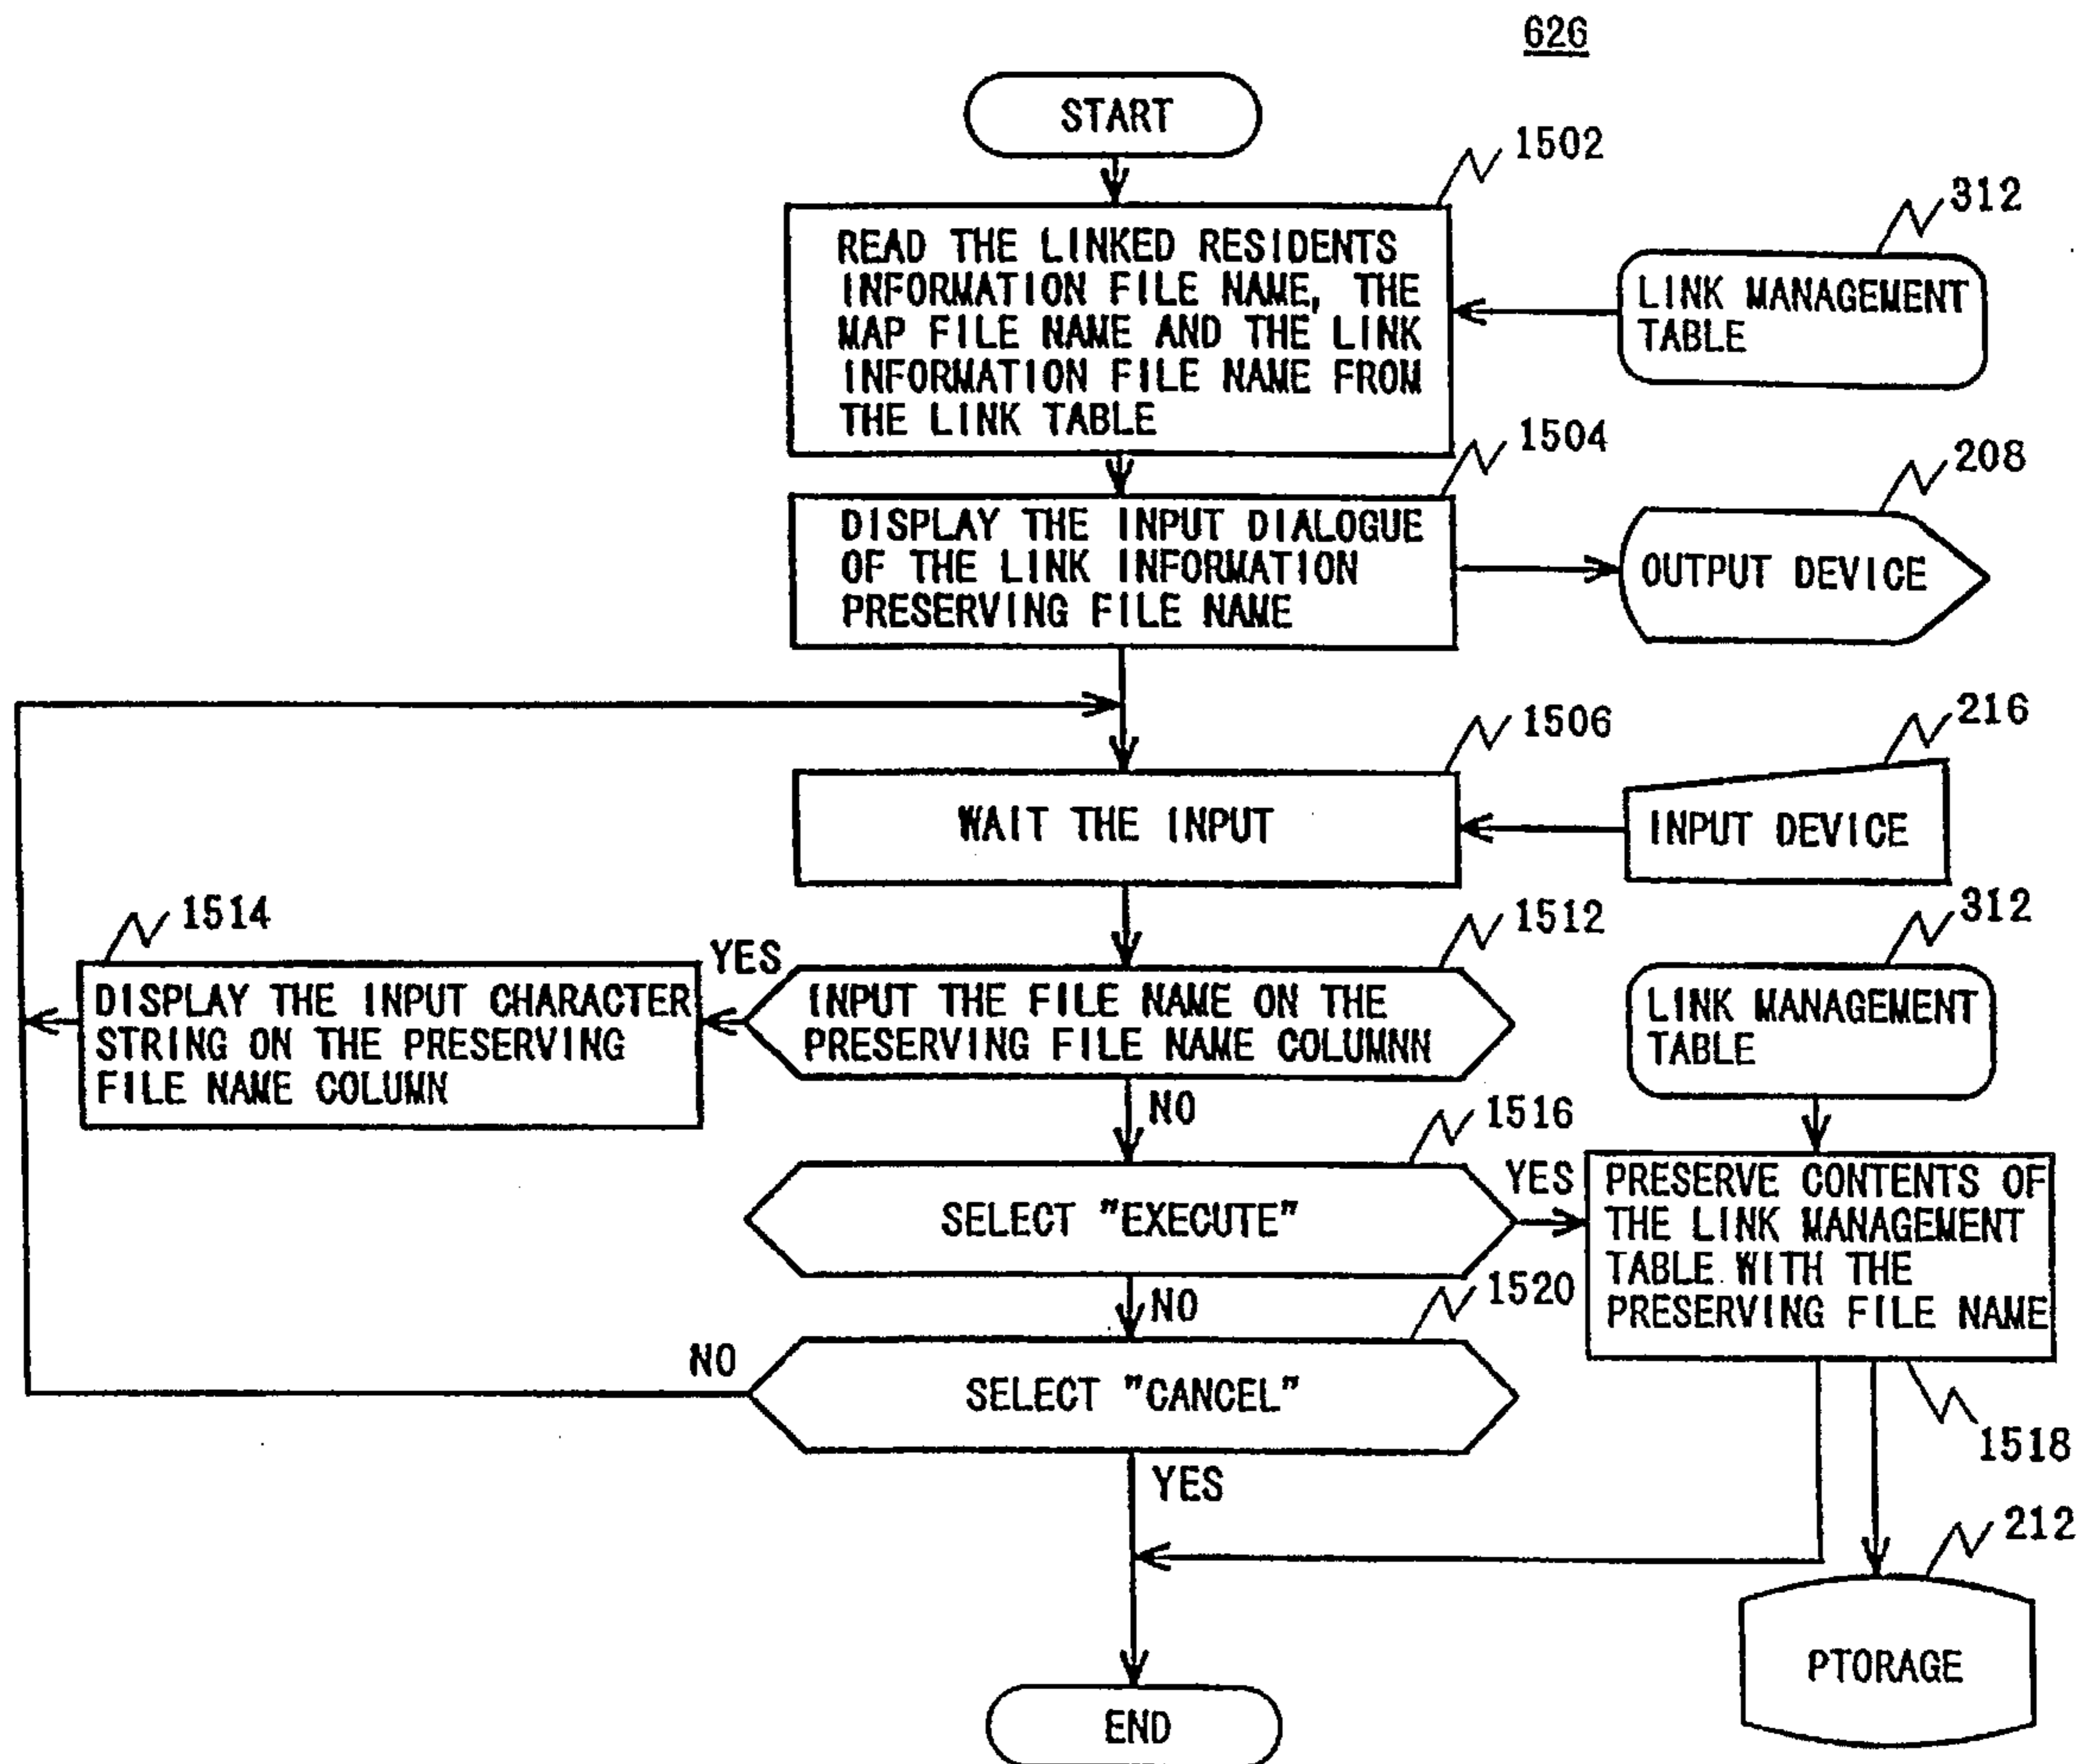 626
START
1502
READ THE LINKED RESIDENTS
INFORMATION FILE NAME, THE
MAP FILE NAME AND THE LINK
INFORMATION FILE NAME FROM
THE LINK TABLE
312
LINK MANAGEMENT
TABLE
1504
DISPLAY THE INPUT DIALOGUE
OF THE LINK INFORMATION
PRESERVING FILE NAME
208
OUTPUT DEVICE
1506
WAIT THE INPUT
216
INPUT DEVICE
1514
DISPLAY THE INPUT CHARACTER
STRING ON THE PRESERVING
FILE NAME COLUMN
YES
1512
INPUT THE FILE NAME ON THE
PRESERVING FILE NAME COLUMNN
312
LINK MANAGEMENT
TABLE
NO
1516
SELECT "EXECUTE"
YES
PRESERVE CONTENTS OF
THE LINK MANAGEMENT
TABLE WITH THE
PRESERVING FILE NAME
NO
1520
NO
SELECT "CANCEL"
1518
YES
212
PTORAGE
END